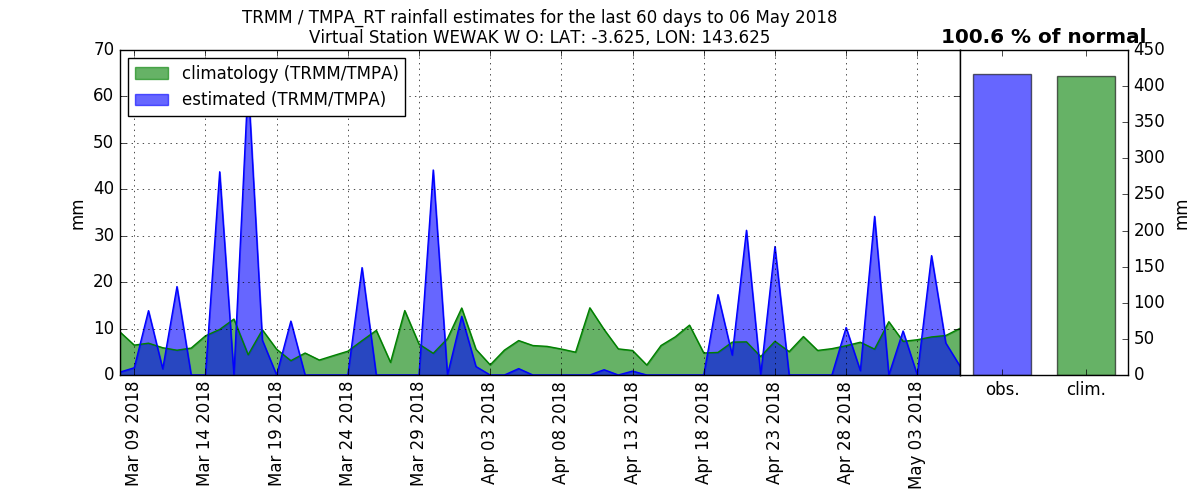 TRMM / TMPA_RT rainfall estimates for the last 60 days to 06 May 2018
Virtual Station WEWAK W O: LAT: -3.625, LON: 143.625
100.6 % of normal
climatology (TRMM/TMPA)
estimated (TRMM/TMPA)
70
60
50
40
30
20
10
0
mm
450
400
350
300
250
200
150
100
50
0
mm
Mar 09 2018
Mar 14 2018
Mar 19 2018
Mar 24 2018
Mar 29 2018
Apr 03 2018
Apr 08 2018
Apr 13 2018
Apr 18 2018
Apr 23 2018
Apr 28 2018
May 03 2018
obs.
clim.